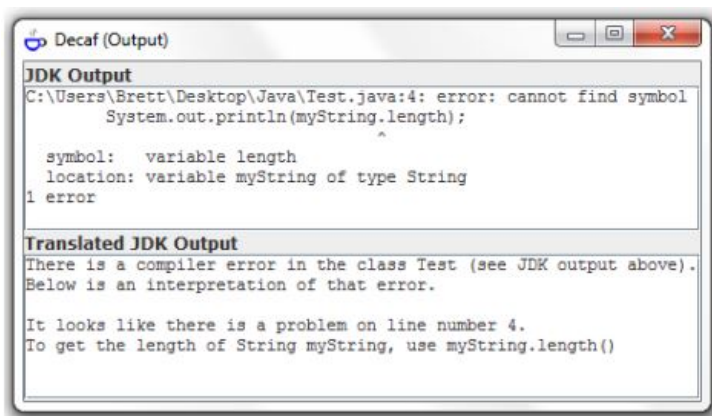 Decaf (Output)
JDK Output
C:\Users\Brett\Desktop\Java\Test.java:4: error: cannot find symbol
        System.out.println(myString.length);
                                   ^
  symbol:   variable length
  location: variable myString of type String
1 error
Translated JDK Output
There is a compiler error in the class Test (see JDK output above).
Below is an interpretation of that error.
It looks like there is a problem on line number 4.
To get the length of String myString, use myString.length()